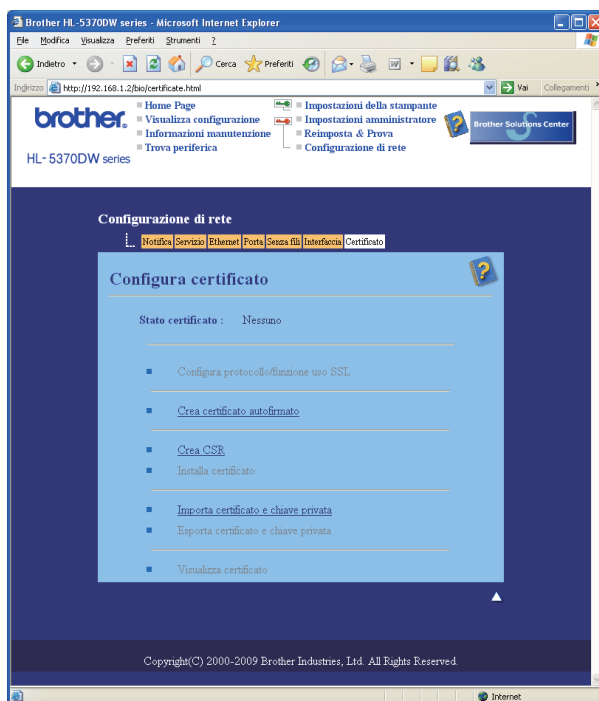 Brother HL-5370DW series - Microsoft Internet Explorer
File Modifica Visualizza Preferiti Strumenti ?
Indietro Cerca Preferiti
Indirizzo http://192.168.1.2/bio/certificate.html Vai Collegamenti
brother.
HL-5370DW series
Home Page
Visualizza configurazione
Informazioni manutenzione
Trova periferica
Impostazioni della stampante
Impostazioni amministratore
Reimposta & Prova
Configurazione di rete
Brother Solutions Center
Configurazione di rete
Notifica Servizio Ethernet Porta Senza fili Interfaccia Certificato
Configura certificato
Stato certificato : Nessuno
Configura protocollo/funzione uso SSL
Crea certificato autofirmato
Crea CSR
Installa certificato
Importa certificato e chiave privata
Esporta certificato e chiave privata
Visualizza certificato
Copyright(C) 2000-2009 Brother Industries, Ltd. All Rights Reserved.
Internet